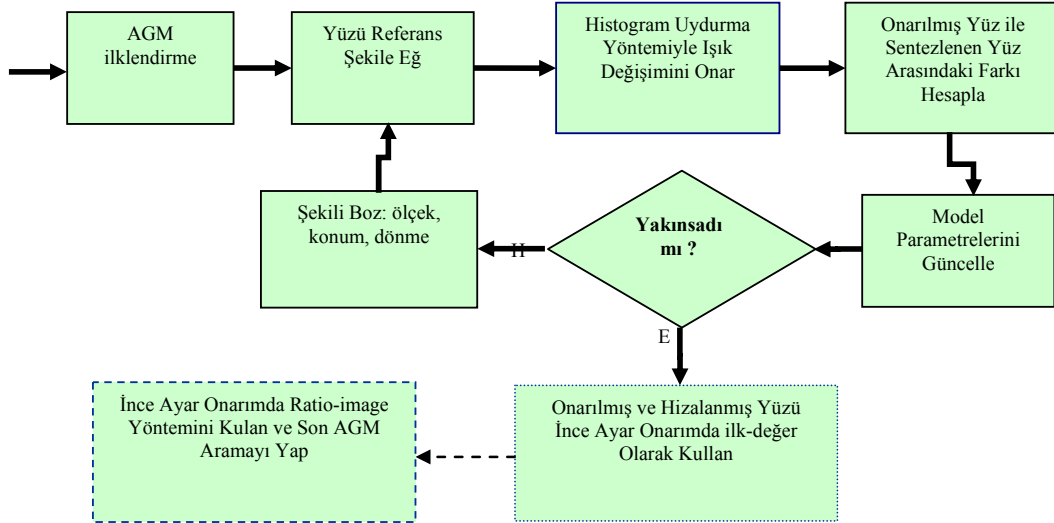 AGM
ilklendirme
Yüzü Referans
Şekile Eğ
Histogram Uydurma
Yöntemiyle Işık
Değişimini Onar
Onarılmış Yüz ile
Sentezlenen Yüz
Arasındaki Farkı
Hesapla
Şekili Boz: ölçek,
konum, dönme
H
Yakınsadı
mı ?
Model
Parametrelerini
Güncelle
E
İnce Ayar Onarımda Ratio-image
Yöntemini Kulan ve Son AGM
Aramayı Yap
Onarılmış ve Hizalanmış Yüzü
İnce Ayar Onarımda ilk-değer
Olarak Kullan